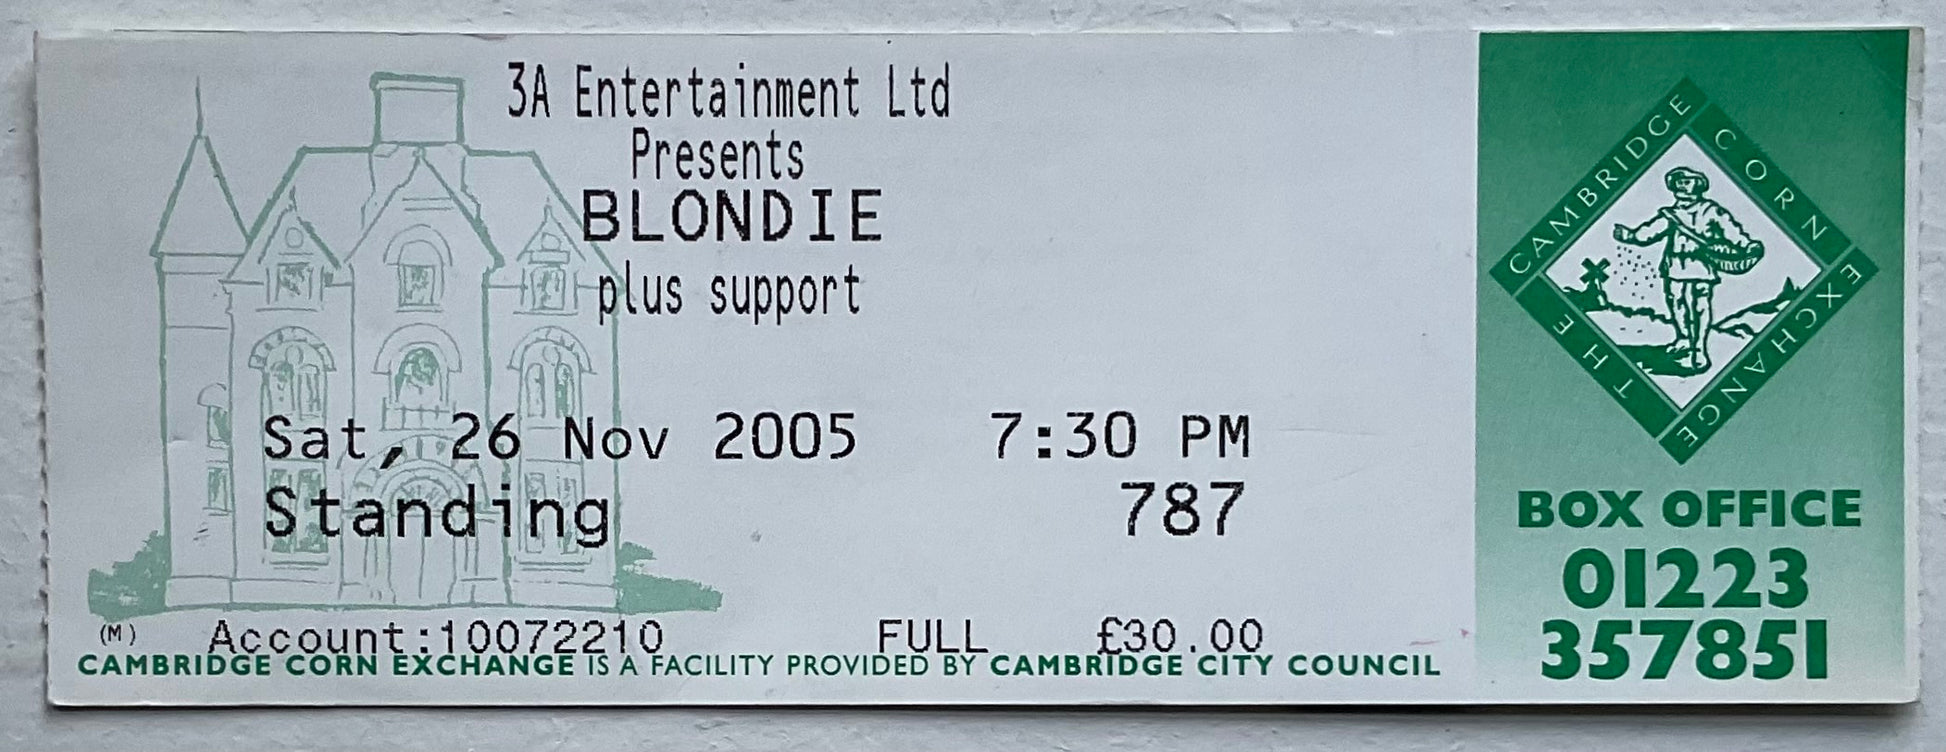 3A Entertainment Ltd
Presents
BLONDIE
plus support
Sat, 26 Nov 2005 7:30 PM
Standing 787
(M) Account:10072210 FULL £30.00
CAMBRIDGE CORN EXCHANGE IS A FACILITY PROVIDED BY CAMBRIDGE CITY COUNCIL
THE CAMBRIDGE CORN EXCHANGE
BOX OFFICE
01223
357851